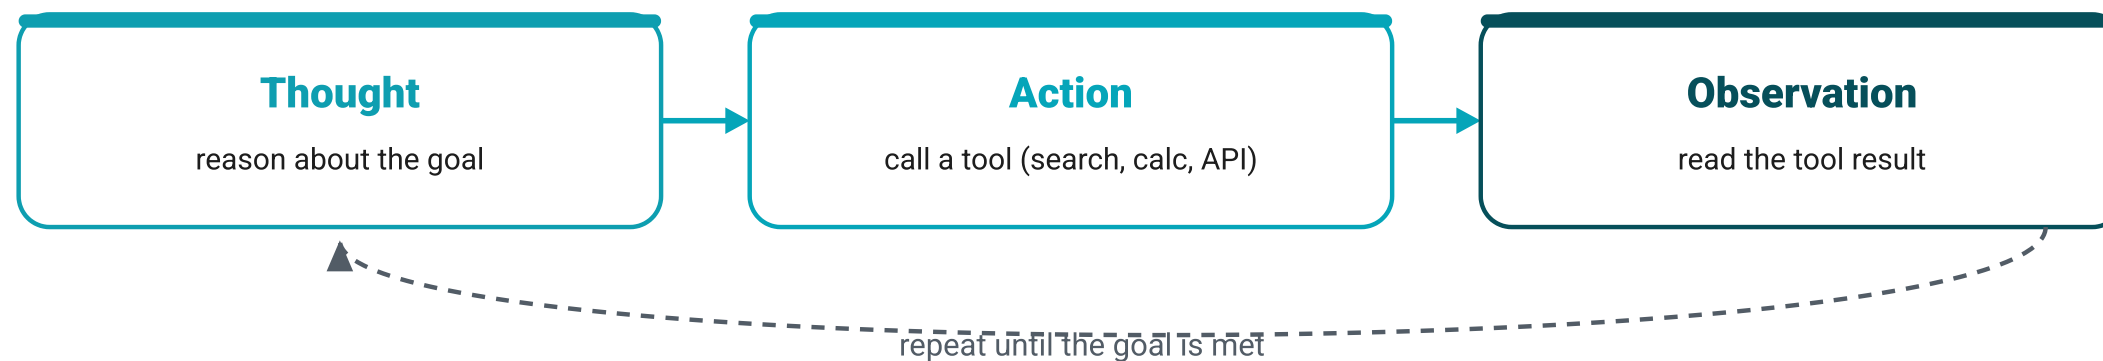 Thought
reason about the goal
Action
call a tool (search, calc, API)
Observation
read the tool result
repeat until the goal is met